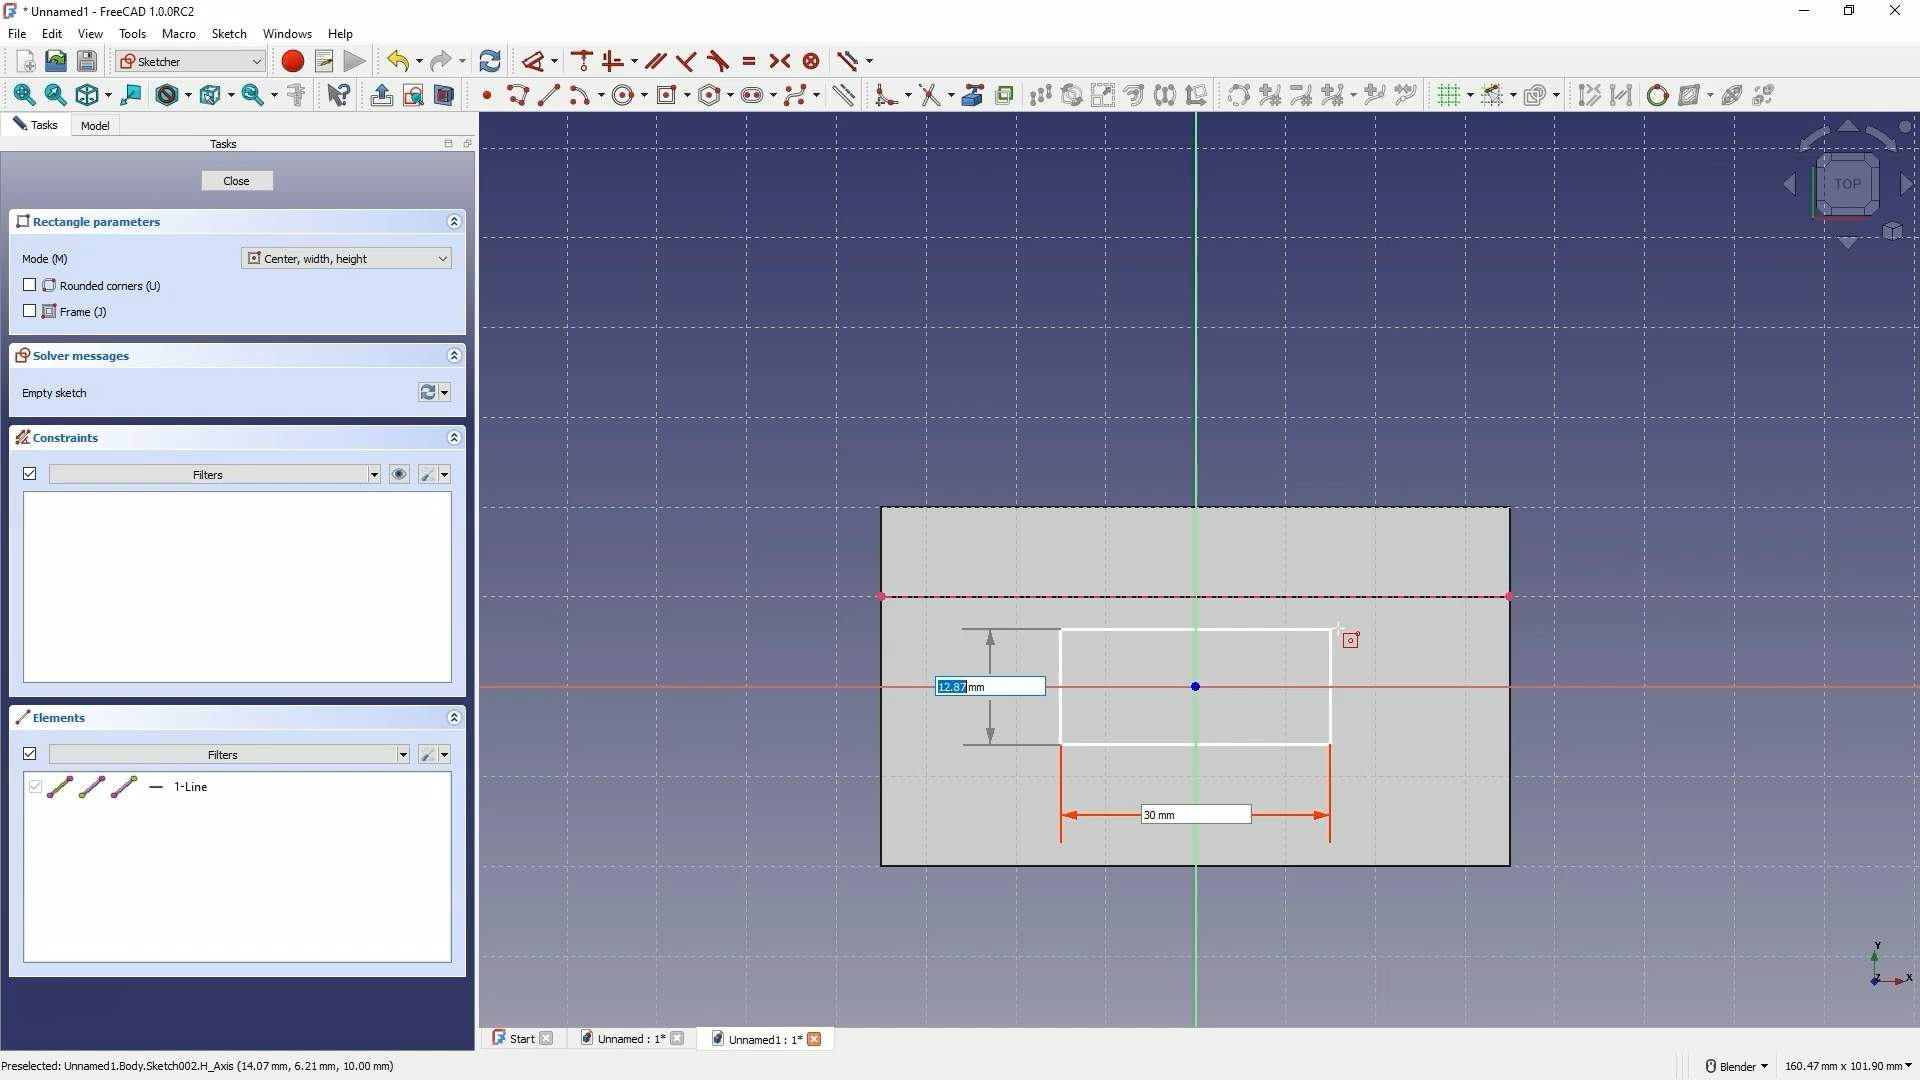 * Unnamed1 - FreeCAD 1.0.0RC2
File Edit View Tools Macro Sketch Windows Help
Sketcher
Tasks Model
Tasks
Close
Rectangle parameters
Mode (M) Center, width, height
Rounded corners (U)
Frame (J)
Solver messages
Empty sketch
Constraints
Filters
Elements
Filters
1-Line
TOP
12.87 mm
30 mm
Y
Z X
Start Unnamed : 1* Unnamed1 : 1*
Preselected: Unnamed1.Body.Sketch002.H_Axis (14.07 mm, 6.21 mm, 10.00 mm) Blender 160.47 mm x 101.90 mm